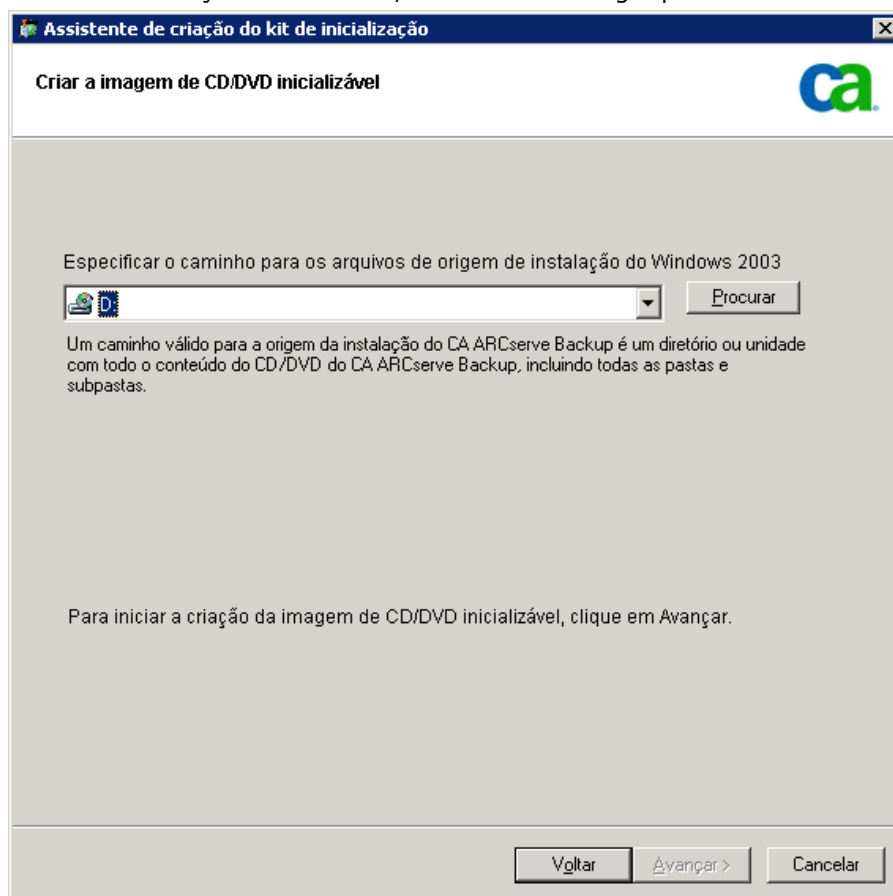 Assistente de criação do kit de inicialização
Criar a imagem de CD/DVD inicializável
ca
Especificar o caminho para os arquivos de origem de instalação do Windows 2003
D:
Procurar
Um caminho válido para a origem da instalação do CA ARCserve Backup é um diretório ou unidade
com todo o conteúdo do CD/DVD do CA ARCserve Backup, incluindo todas as pastas e
subpastas.
Para iniciar a criação da imagem de CD/DVD inicializável, clique em Avançar.
Voltar
Avançar >
Cancelar